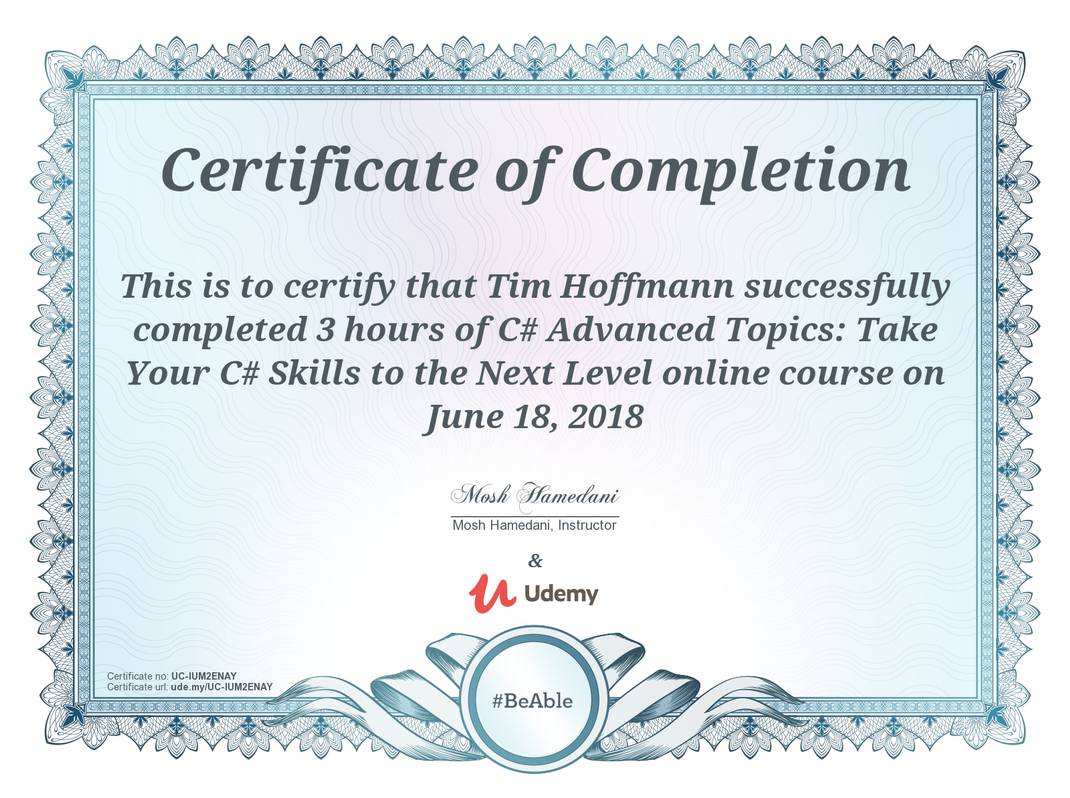 Certificate of Completion
This is to certify that Tim Hoffmann successfully
completed 3 hours of C# Advanced Topics: Take
Your C# Skills to the Next Level online course on
June 18, 2018
Mosh Hamedani
Mosh Hamedani, Instructor
&
Udemy
Certificate no: UC-IUM2ENAY
Certificate url: ude.my/UC-IUM2ENAY
#BeAble